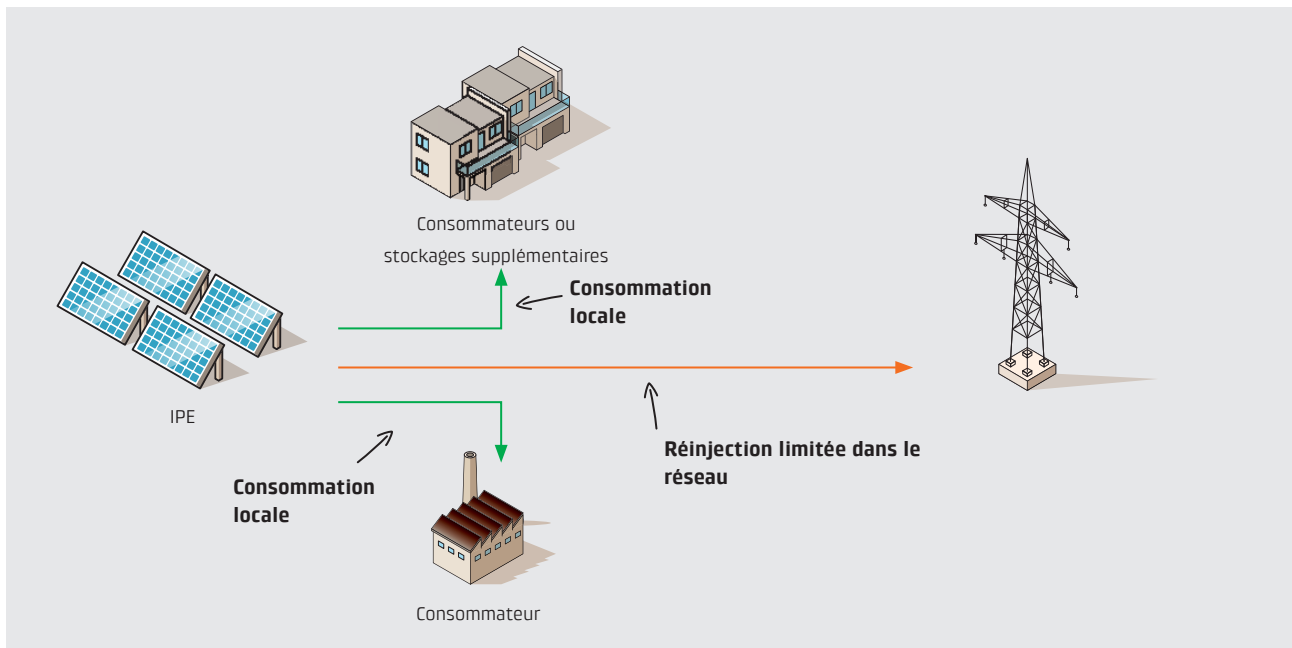 Consommateurs ou
stockages supplémentaires
Consommation
locale
IPE
Réinjection limitée dans le
réseau
Consommation
locale
Consommateur